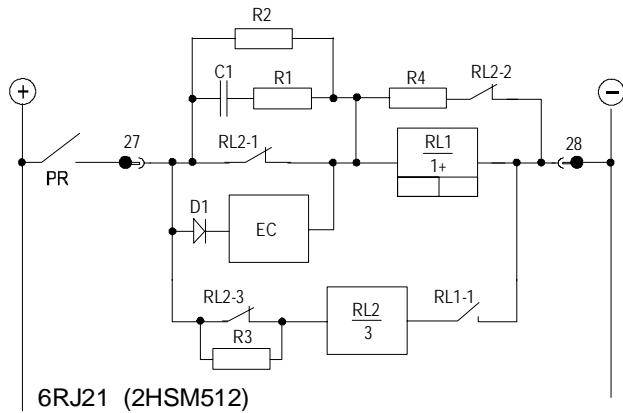 R2
C1
R1
R4
RL2-2
+
−
27
RL2-1
RL1
1+
28
PR
D1
EC
RL2-3
RL2
3
RL1-1
R3
6RJ21 (2HSM512)